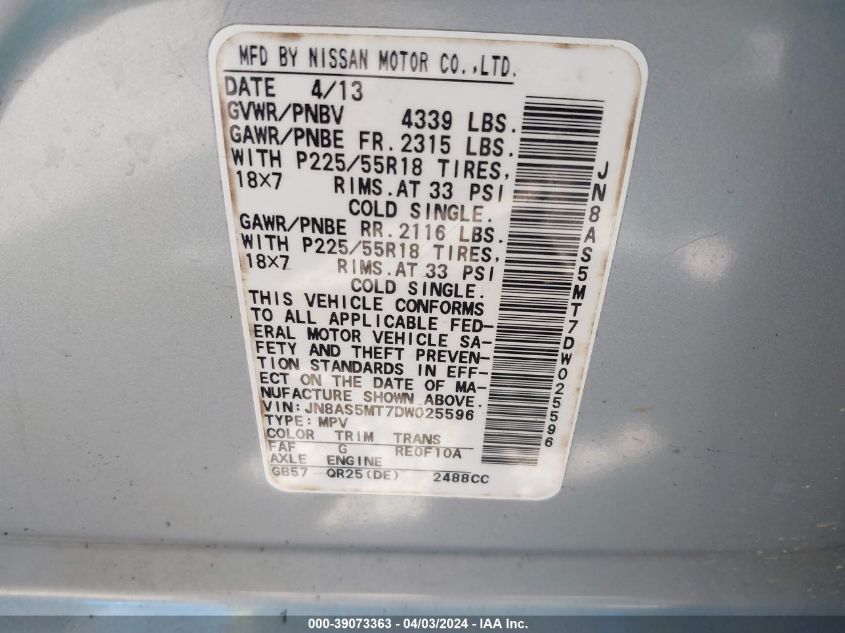 MFD BY NISSAN MOTOR CO.,LTD.
DATE 4/13
GVWR/PNBV 4339 LBS.
GAWR/PNBE FR. 2315 LBS.
WITH P225/55R18 TIRES,
18X7 RIMS.AT 33 PSI
COLD SINGLE.
GAWR/PNBE RR. 2116 LBS.
WITH P225/55R18 TIRES,
18X7 RIMS.AT 33 PSI
COLD SINGLE.
THIS VEHICLE CONFORMS
TO ALL APPLICABLE FED-
ERAL MOTOR VEHICLE SA-
FETY AND THEFT PREVEN-
TION STANDARDS IN EFF-
ECT ON THE DATE OF MA-
NUFACTURE SHOWN ABOVE.
VIN: JN8AS5MT7DW025596
TYPE: MPV
COLOR TRIM TRANS
FAF G RE0F10A
AXLE ENGINE
GB57 QR25(DE) 2488CC
JN8AS5MT7DW025596
000-39073363 - 04/03/2024 - IAA Inc.